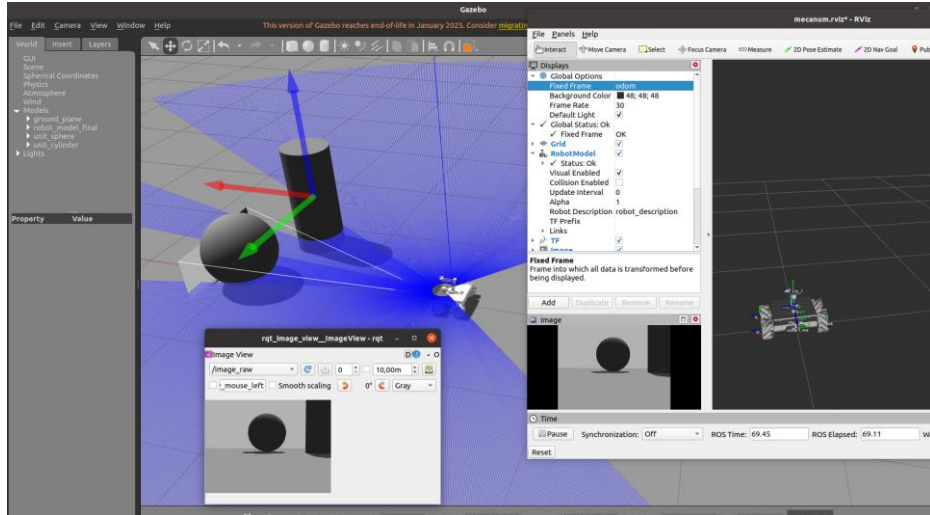 Gazebo
File Edit Camera View Window Help
This version of Gazebo reaches end-of-life in January 2025. Consider migratin
World Insert Layers
GUI
Scene
Spherical Coordinates
Physics
Atmosphere
Wind
Models
ground_plane
robot_model_final
unit_sphere
unit_cylinder
Lights
Property Value
rqt_image_view__ImageView - rqt
Image View
D - O
/image_raw 0 10,00m
_mouse_left Smooth scaling 0° Gray
mecanum.rviz* - RViz
File Panels Help
Interact Move Camera Select Focus Camera Measure 2D Pose Estimate 2D Nav Goal Pub
Displays
Global Options
Fixed Frame odom
Background Color 48; 48; 48
Frame Rate 30
Default Light
Global Status: Ok
Fixed Frame OK
Grid
RobotModel
Status: Ok
Visual Enabled
Collision Enabled
Update Interval 0
Alpha 1
Robot Description robot_description
TF Prefix
Links
TF
Image
Fixed Frame
Frame into which all data is transformed before
being displayed.
Add Duplicate Remove Rename
Image
Time
Pause Synchronization: Off ROS Time: 69.45 ROS Elapsed: 69.11 W
Reset